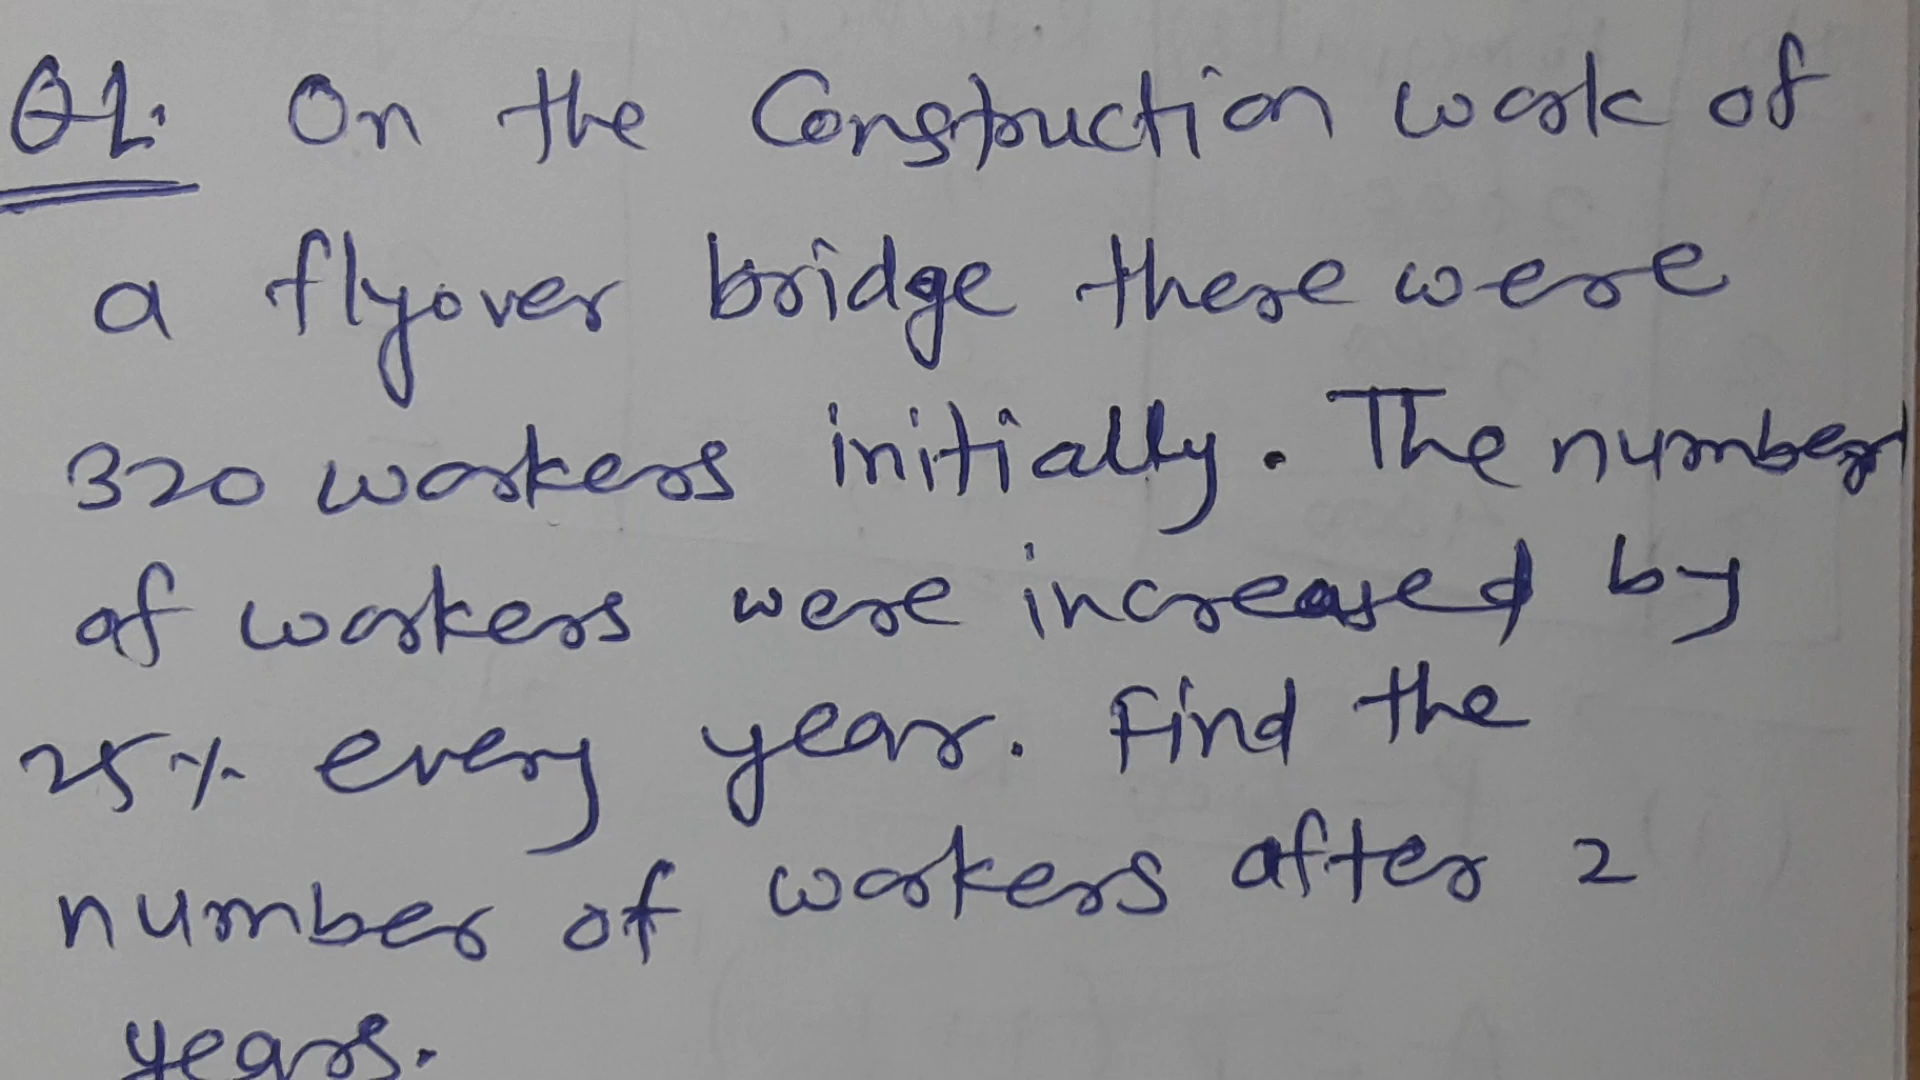 Q1. On the Construction work of
a flyover bridge there were
320 workers initially. The number
of workers were increased by
25% every year. Find the
number of workers after 2
years.